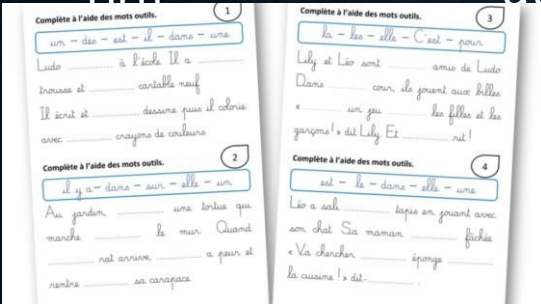 Complète à l'aide des mots outils.
1
un – des – est – il – dans – une
Ludo ............ à l'école. Il a ............
trousse et ............ cartable neuf.
Il écrit et ............ dessine puis il colorie
avec ............ crayons de couleurs.
Complète à l'aide des mots outils.
2
il y a – dans – sur – elle – un
Au jardin, ............ une tortue qui
marche ............ le mur. Quand
............ rat arrive, ............ a peur et
rentre ............ sa carapace.
Complète à l'aide des mots outils.
3
la – les – elle – C'est – pour
Lily et Léo sont ............ amis de Ludo.
Dans ............ cour, ils jouent aux billes.
« ............ un jeu ............ les filles et les
garçons ! » dit Lily. Et ............ rit !
Complète à l'aide des mots outils.
4
est – le – dans – elle – une
Léo a sali ............ tapis en jouant avec
son chat. Sa maman ............ fâchée.
« Va chercher ............ éponge ............
la cuisine ! » dit-............ .